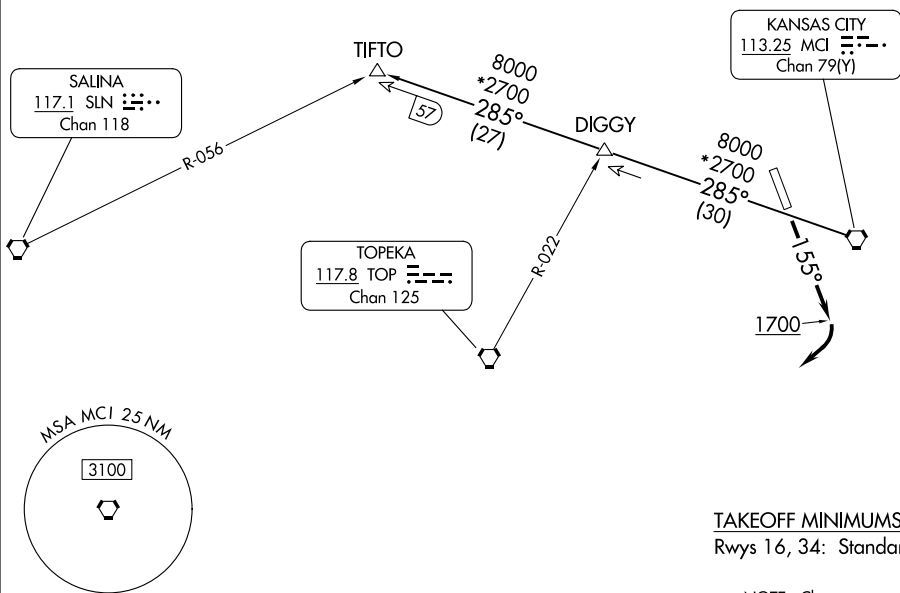 KANSAS CITY
113.25 MCI
Chan 79(Y)
TIFTO
8000
*2700
285°
(27)
57
SALINA
117.1 SLN
Chan 118
DIGGY
8000
*2700
285°
(30)
R-056
R-022
155°
TOPEKA
117.8 TOP
Chan 125
1700
MSA MCI 25 NM
3100
TAKEOFF MINIMUMS
Rwys 16, 34: Standar